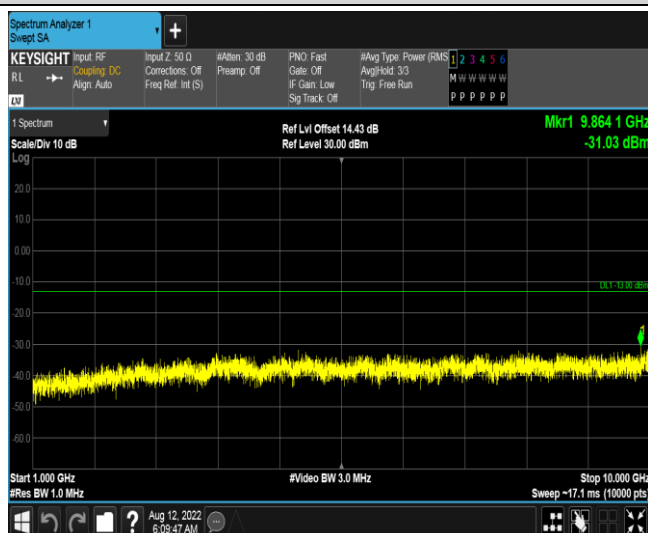 Spectrum Analyzer 1
Swept SA
+
KEYSIGHT
RL
Input: RF
Coupling: DC
Align: Auto
Input Z: 50 Ω
Corrections: Off
Freq Ref: Int (S)
#Atten: 30 dB
Preamp: Off
PNO: Fast
Gate: Off
IF Gain: Low
Sig Track: Off
#Avg Type: Power (RMS
Avg|Hold: 3/3
Trig: Free Run
1 2 3 4 5 6
M W W W W W
P P P P P P
LXI
1 Spectrum
Scale/Div 10 dB
Ref Lvl Offset 14.43 dB
Ref Level 30.00 dBm
Mkr1 9.864 1 GHz
-31.03 dBm
Log
20.0
10.0
0.00
-10.0
DL1 -13.00 dBm
-20.0
-30.0
-40.0
-50.0
-60.0
Start 1.000 GHz
#Res BW 1.0 MHz
#Video BW 3.0 MHz
Stop 10.000 GHz
Sweep ~17.1 ms (10000 pts)
?
Aug 12, 2022
6:09:47 AM